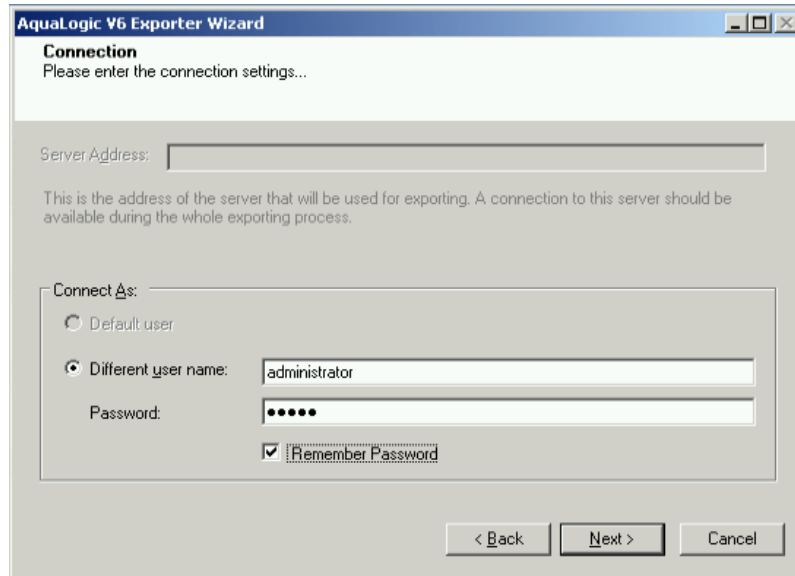 AquaLogic V6 Exporter Wizard
Connection
Please enter the connection settings...
Server Address:
This is the address of the server that will be used for exporting. A connection to this server should be
available during the whole exporting process.
Connect As:
Default user
Different user name: administrator
Password: •••••
Remember Password
< Back Next > Cancel